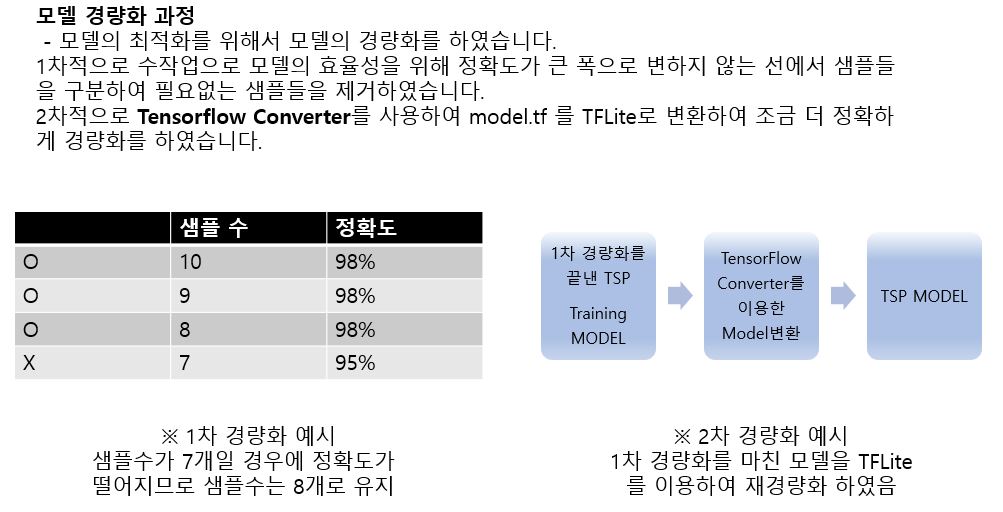 모델 경량화 과정
- 모델의 최적화를 위해서 모델의 경량화를 하였습니다.
1차적으로 수작업으로 모델의 효율성을 위해 정확도가 큰 폭으로 변하지 않는 선에서 샘플들
을 구분하여 필요없는 샘플들을 제거하였습니다.
2차적으로 Tensorflow Converter를 사용하여 model.tf 를 TFLite로 변환하여 조금 더 정확하
게 경량화를 하였습니다.
샘플 수 정확도
O 10 98%
O 9 98%
O 8 98%
X 7 95%
※ 1차 경량화 예시
샘플수가 7개일 경우에 정확도가
떨어지므로 샘플수는 8개로 유지
1차 경량화를
끝낸 TSP
Training
MODEL
TensorFlow
Converter를
이용한
Model변환
TSP MODEL
※ 2차 경량화 예시
1차 경량화를 마친 모델을 TFLite
를 이용하여 재경량화 하였음